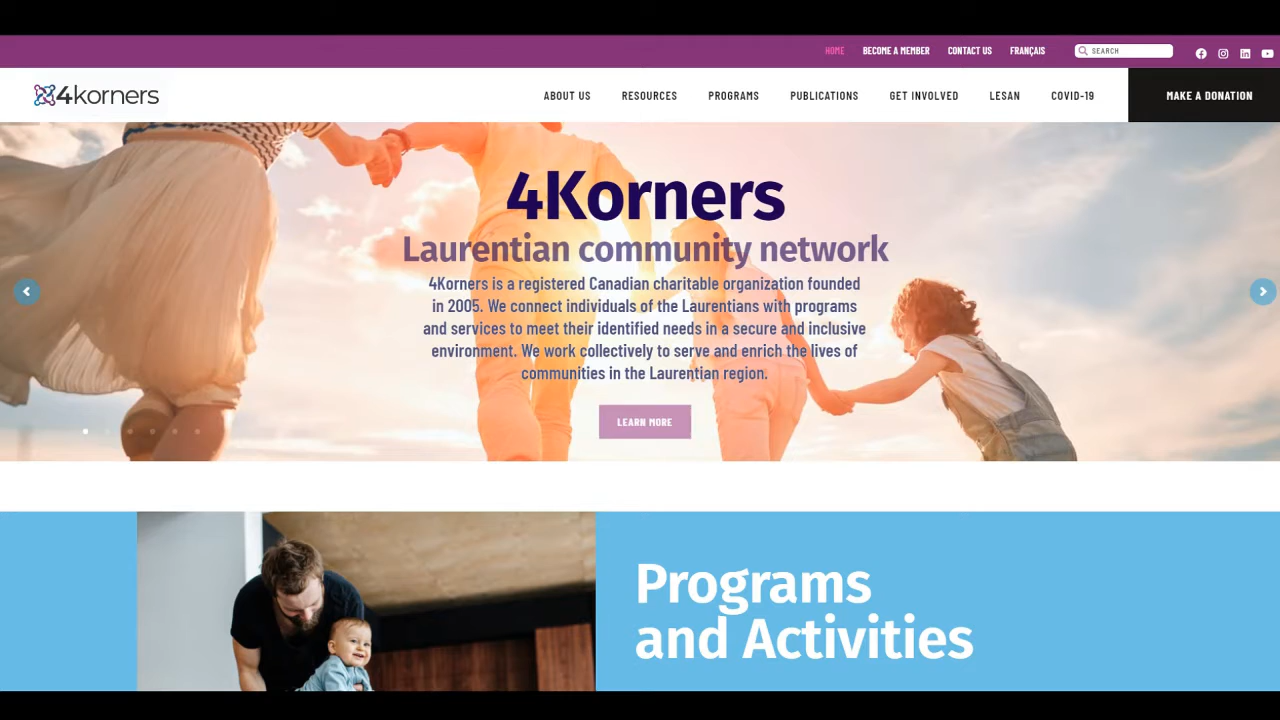 HOME BECOME A MEMBER CONTACT US FRANÇAIS SEARCH
4korners
ABOUT US RESOURCES PROGRAMS PUBLICATIONS GET INVOLVED LESAN COVID-19 MAKE A DONATION
4Korners
Laurentian community network
4Korners is a registered Canadian charitable organization founded
in 2005. We connect individuals of the Laurentians with programs
and services to meet their identified needs in a secure and inclusive
environment. We work collectively to serve and enrich the lives of
communities in the Laurentian region.
LEARN MORE
Programs
and Activities